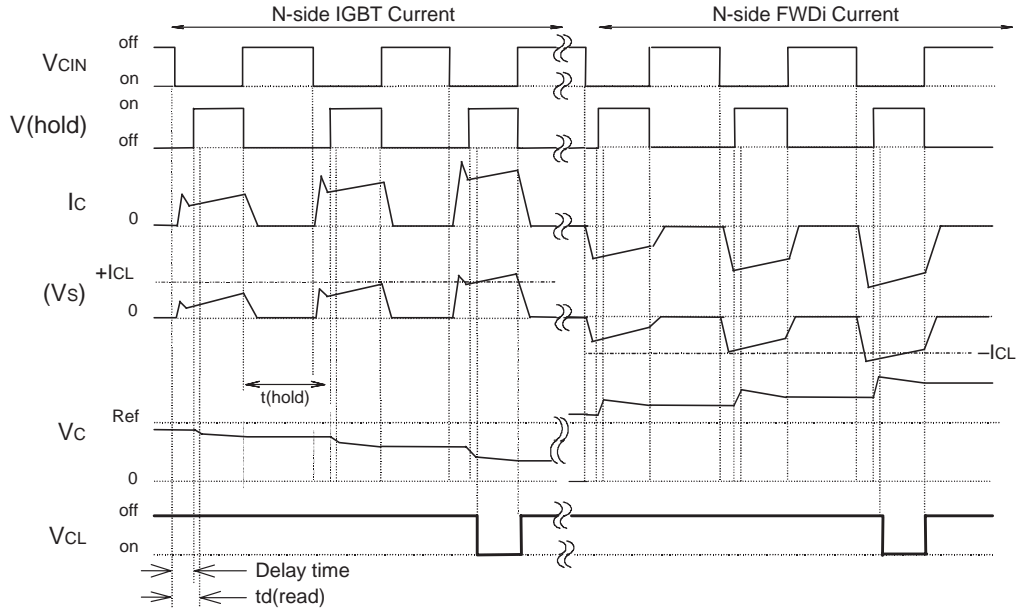 N-side IGBT Current
N-side FWDi Current
off
VCIN
on
on
V(hold)
off
IC
0
+ICL
(VS)
0
–ICL
t(hold)
Ref
VC
0
off
VCL
on
Delay time
td(read)